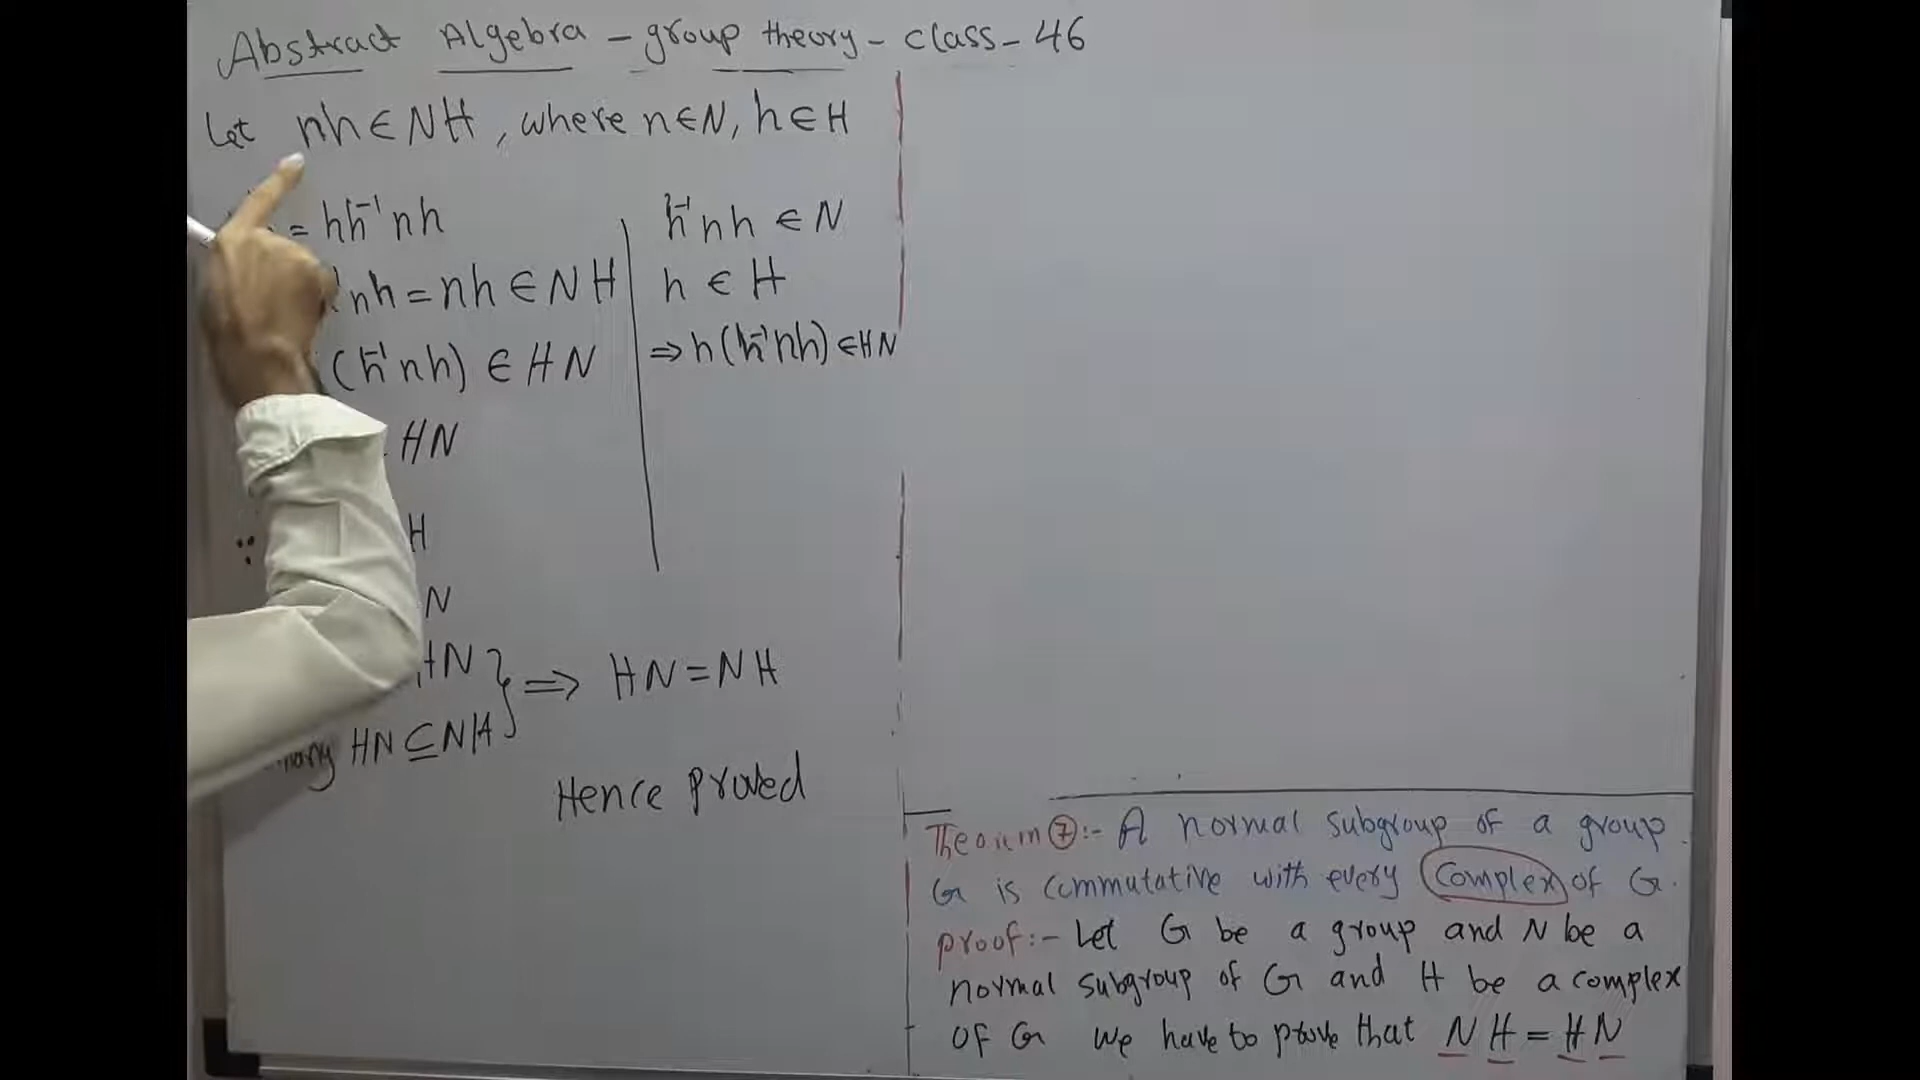 Abstract Algebra - group theory - class - 46
Let nh ∈ NH, where n ∈ N, h ∈ H
= hh⁻¹nh
nh = nh ∈ NH
(h⁻¹nh) ∈ HN
HN
∵ H
N
HN } ⇒ HN = NH
HN ⊆ NH
Hence proved
h⁻¹nh ∈ N
h ∈ H
⇒ h(h⁻¹nh) ∈ HN
Theorem ⑦:- A normal subgroup of a group
G is commutative with every Complex of G.
proof:- Let G be a group and N be a
normal subgroup of G and H be a complex
of G we have to prove that NH = HN